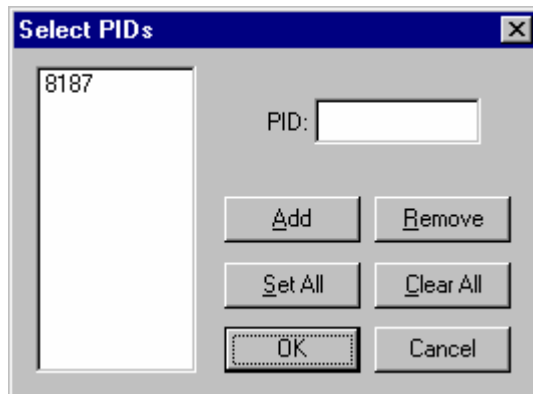 Select PIDs
8187
PID:
Add Remove
Set All Clear All
OK Cancel